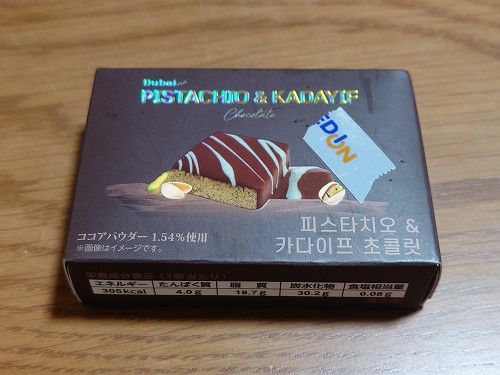 Dubai
PISTACHIO & KADAYIF
Chocolate
EDION
피스타치오 &
카다이프 초콜릿
ココアパウダー 1.54%使用
※画像はイメージです。
栄養成分表示 (1個当たり)
エネルギー たんぱく質 脂 質 炭水化物 食塩相当量
305kcal 4.0g 18.7g 30.2g 0.08g